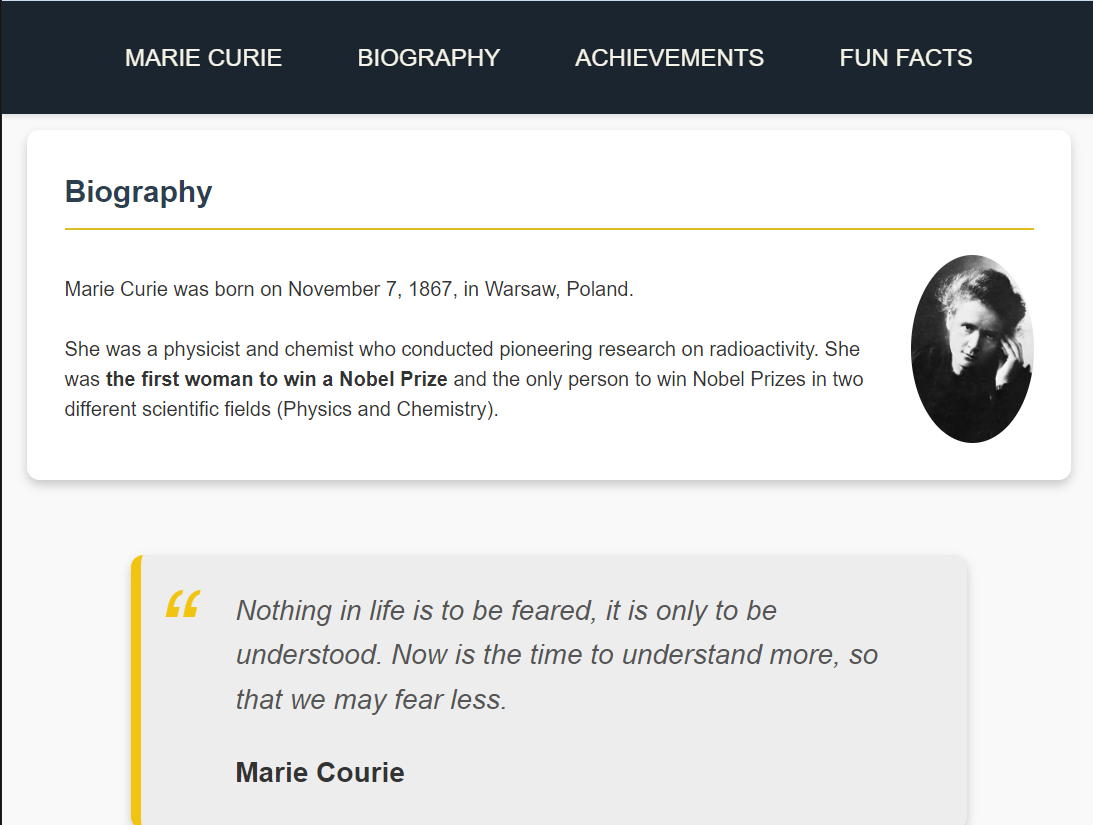 MARIE CURIE BIOGRAPHY ACHIEVEMENTS FUN FACTS
Biography
Marie Curie was born on November 7, 1867, in Warsaw, Poland.
She was a physicist and chemist who conducted pioneering research on radioactivity. She
was the first woman to win a Nobel Prize and the only person to win Nobel Prizes in two
different scientific fields (Physics and Chemistry).
“ Nothing in life is to be feared, it is only to be
understood. Now is the time to understand more, so
that we may fear less.
Marie Courie